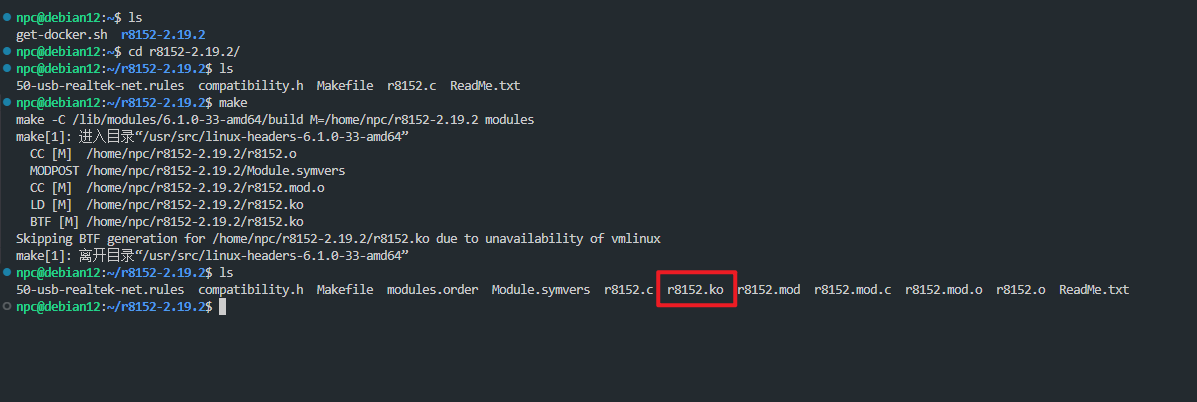 npc@debian12:~$ ls
get-docker.sh  r8152-2.19.2
npc@debian12:~$ cd r8152-2.19.2/
npc@debian12:~/r8152-2.19.2$ ls
50-usb-realtek-net.rules  compatibility.h  Makefile  r8152.c  ReadMe.txt
npc@debian12:~/r8152-2.19.2$ make
make -C /lib/modules/6.1.0-33-amd64/build M=/home/npc/r8152-2.19.2 modules
make[1]: 进入目录“/usr/src/linux-headers-6.1.0-33-amd64”
  CC [M]  /home/npc/r8152-2.19.2/r8152.o
  MODPOST /home/npc/r8152-2.19.2/Module.symvers
  CC [M]  /home/npc/r8152-2.19.2/r8152.mod.o
  LD [M]  /home/npc/r8152-2.19.2/r8152.ko
  BTF [M] /home/npc/r8152-2.19.2/r8152.ko
Skipping BTF generation for /home/npc/r8152-2.19.2/r8152.ko due to unavailability of vmlinux
make[1]: 离开目录“/usr/src/linux-headers-6.1.0-33-amd64”
npc@debian12:~/r8152-2.19.2$ ls
50-usb-realtek-net.rules  compatibility.h  Makefile  modules.order  Module.symvers  r8152.c  r8152.ko  r8152.mod  r8152.mod.c  r8152.mod.o  r8152.o  ReadMe.txt
npc@debian12:~/r8152-2.19.2$